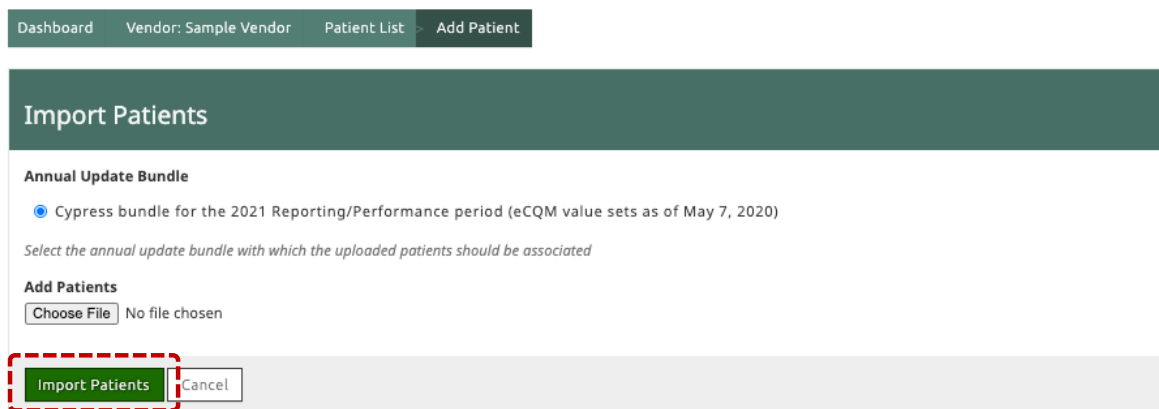 Dashboard Vendor: Sample Vendor Patient List > Add Patient
Import Patients
Annual Update Bundle
Cypress bundle for the 2021 Reporting/Performance period (eCQM value sets as of May 7, 2020)
Select the annual update bundle with which the uploaded patients should be associated
Add Patients
Choose File No file chosen
Import Patients Cancel